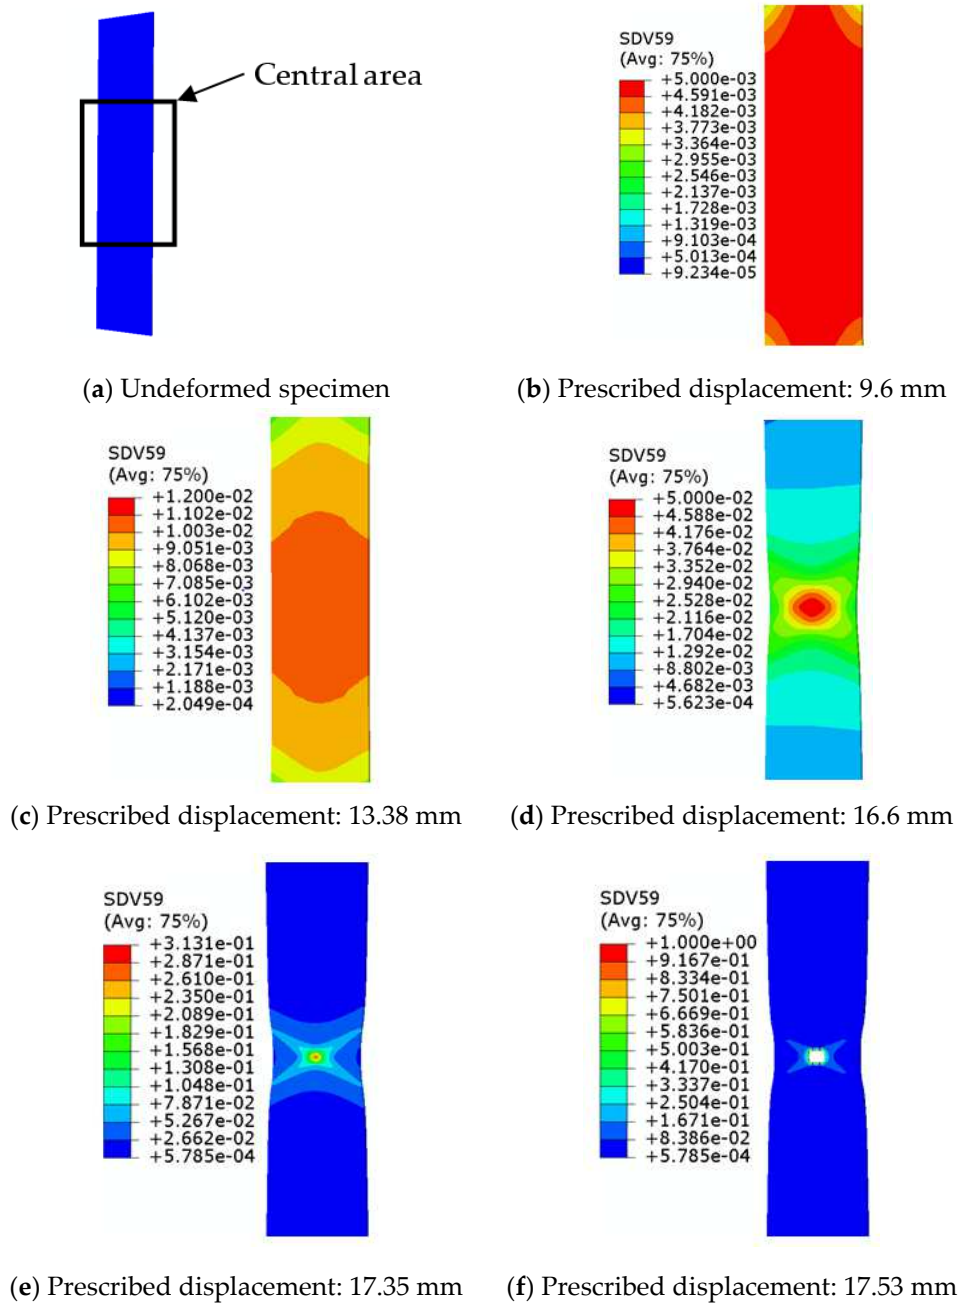 Central area
(a) Undeformed specimen
SDV59
(Avg: 75%)
+5.000e-03
+4.591e-03
+4.182e-03
+3.773e-03
+3.364e-03
+2.955e-03
+2.546e-03
+2.137e-03
+1.728e-03
+1.319e-03
+9.103e-04
+5.013e-04
+9.234e-05
(b) Prescribed displacement: 9.6 mm
SDV59
(Avg: 75%)
+1.200e-02
+1.102e-02
+1.003e-02
+9.051e-03
+8.068e-03
+7.085e-03
+6.102e-03
+5.120e-03
+4.137e-03
+3.154e-03
+2.171e-03
+1.188e-03
+2.049e-04
(c) Prescribed displacement: 13.38 mm
SDV59
(Avg: 75%)
+5.000e-02
+4.588e-02
+4.176e-02
+3.764e-02
+3.352e-02
+2.940e-02
+2.528e-02
+2.116e-02
+1.704e-02
+1.292e-02
+8.802e-03
+4.682e-03
+5.623e-04
(d) Prescribed displacement: 16.6 mm
SDV59
(Avg: 75%)
+3.131e-01
+2.871e-01
+2.610e-01
+2.350e-01
+2.089e-01
+1.829e-01
+1.568e-01
+1.308e-01
+1.048e-01
+7.871e-02
+5.267e-02
+2.662e-02
+5.785e-04
(e) Prescribed displacement: 17.35 mm
SDV59
(Avg: 75%)
+1.000e+00
+9.167e-01
+8.334e-01
+7.501e-01
+6.669e-01
+5.836e-01
+5.003e-01
+4.170e-01
+3.337e-01
+2.504e-01
+1.671e-01
+8.386e-02
+5.785e-04
(f) Prescribed displacement: 17.53 mm